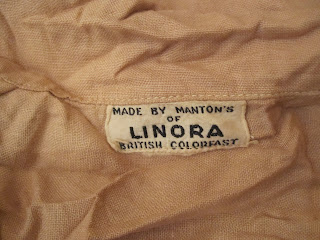 MADE BY MANTON'S
OF
LINORA
BRITISH COLORFAST